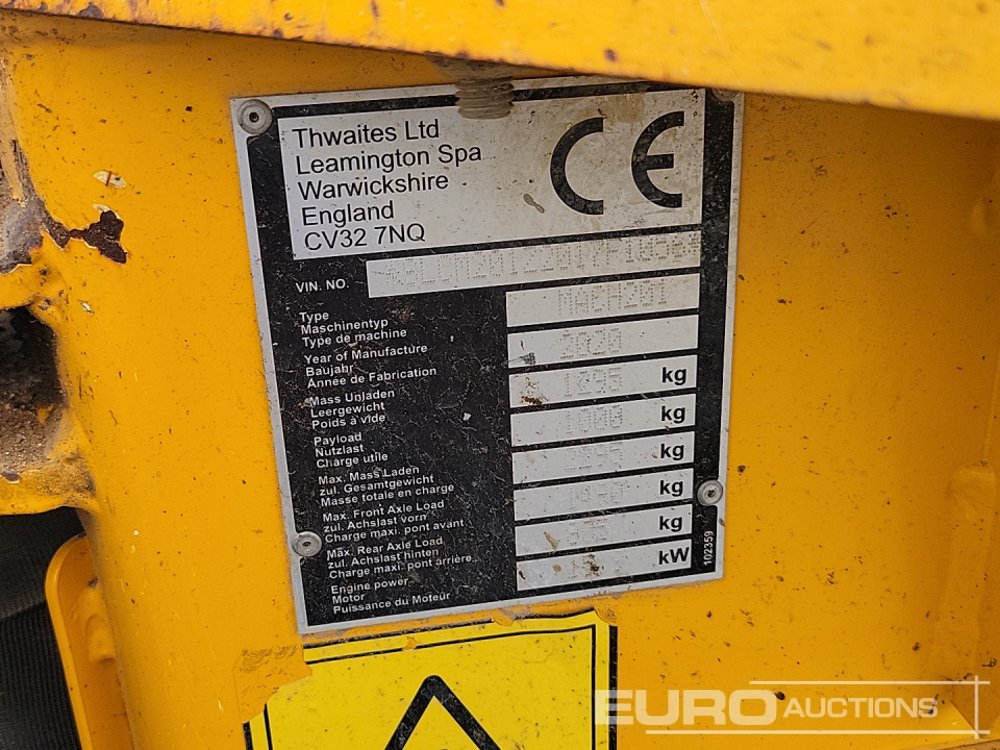 Thwaites Ltd
Leamington Spa
Warwickshire
England
CV32 7NQ
CE
VIN. NO.
Type
Maschinentyp
Type de machine
MACH201
Year of Manufacture
Baujahr
Annee de Fabrication
2020
Mass Unladen
Leergewicht
Poids à vide
1295 kg
Payload
Nutzlast
Charge utile
1000 kg
Max. Mass Laden
zul. Gesamtgewicht
Masse totale en charge
kg
Max. Front Axle Load
zul. Achslast vorn
Charge maxi. pont avant
kg
Max. Rear Axle Load
zul. Achslast hinten
Charge maxi. pont arrière..
kg
Engine power
Motor
Puissance du Moteur
kW
102359
EURO AUCTIONS